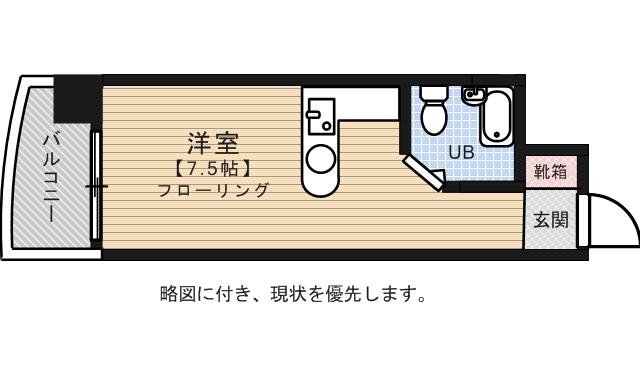 バルコニー
洋室
【7.5帖】
フローリング
UB
靴箱
玄関
略図に付き、現状を優先します。